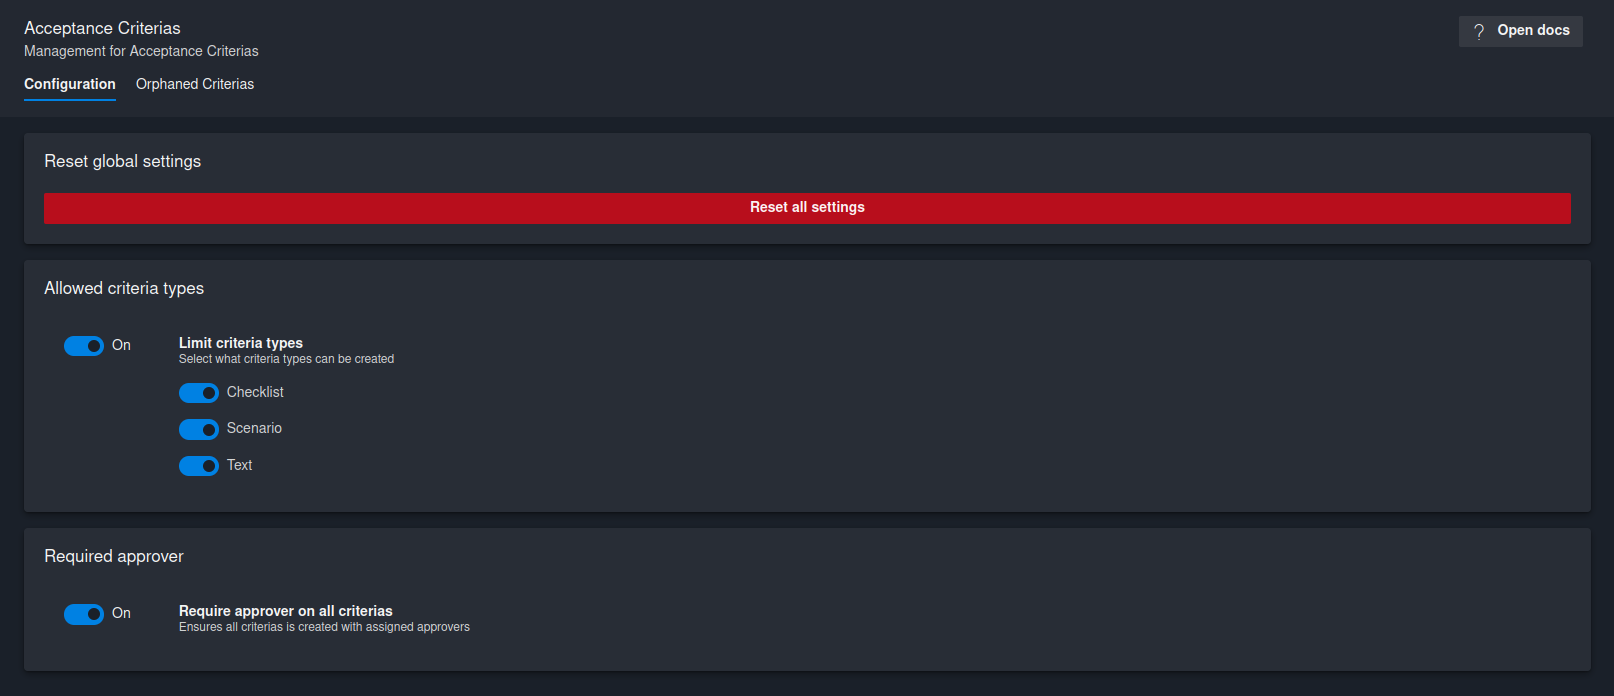 Acceptance Criterias
Management for Acceptance Criterias
? Open docs
Configuration
Orphaned Criterias
Reset global settings
Reset all settings
Allowed criteria types
On
Limit criteria types
Select what criteria types can be created
Checklist
Scenario
Text
Required approver
On
Require approver on all criterias
Ensures all criterias is created with assigned approvers